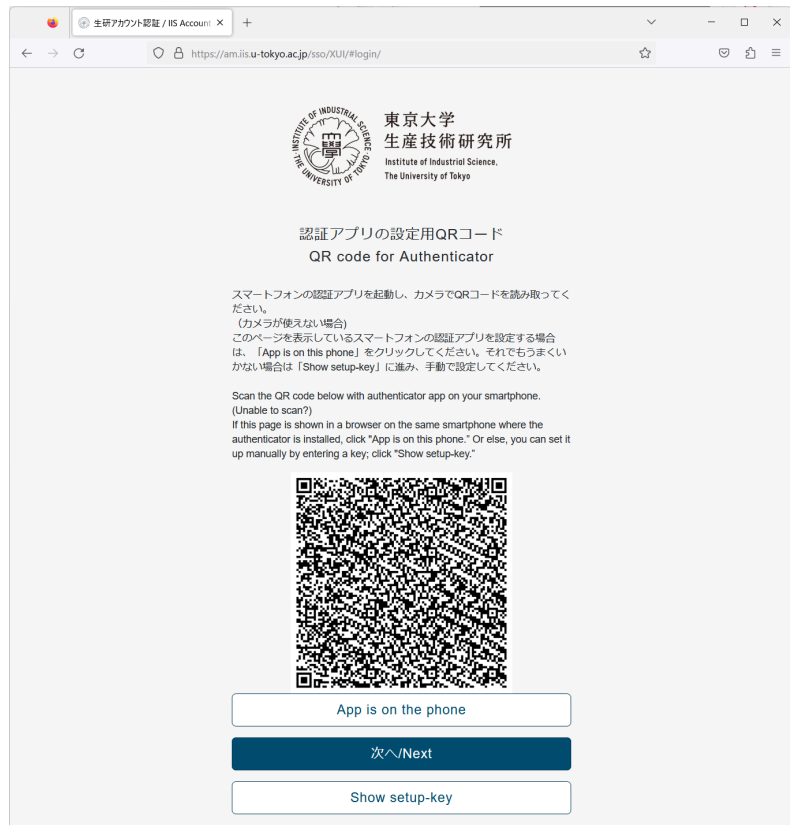 生研アカウント認証 / IIS Account
https://am.iis.u-tokyo.ac.jp/sso/XUI/#login/
INSTITUTE OF INDUSTRIAL SCIENCE
THE UNIVERSITY OF TOKYO
東京大学
生産技術研究所
Institute of Industrial Science,
The University of Tokyo
認証アプリの設定用QRコード
QR code for Authenticator
スマートフォンの認証アプリを起動し、カメラでQRコードを読み取ってく
ださい。
（カメラが使えない場合)
このページを表示しているスマートフォンの認証アプリを設定する場合
は、「App is on this phone」をクリックしてください。それでもうまくい
かない場合は「Show setup-key」に進み、手動で設定してください。
Scan the QR code below with authenticator app on your smartphone.
(Unable to scan?)
If this page is shown in a browser on the same smartphone where the
authenticator is installed, click "App is on this phone." Or else, you can set it
up manually by entering a key; click "Show setup-key."
App is on the phone
次へ/Next
Show setup-key